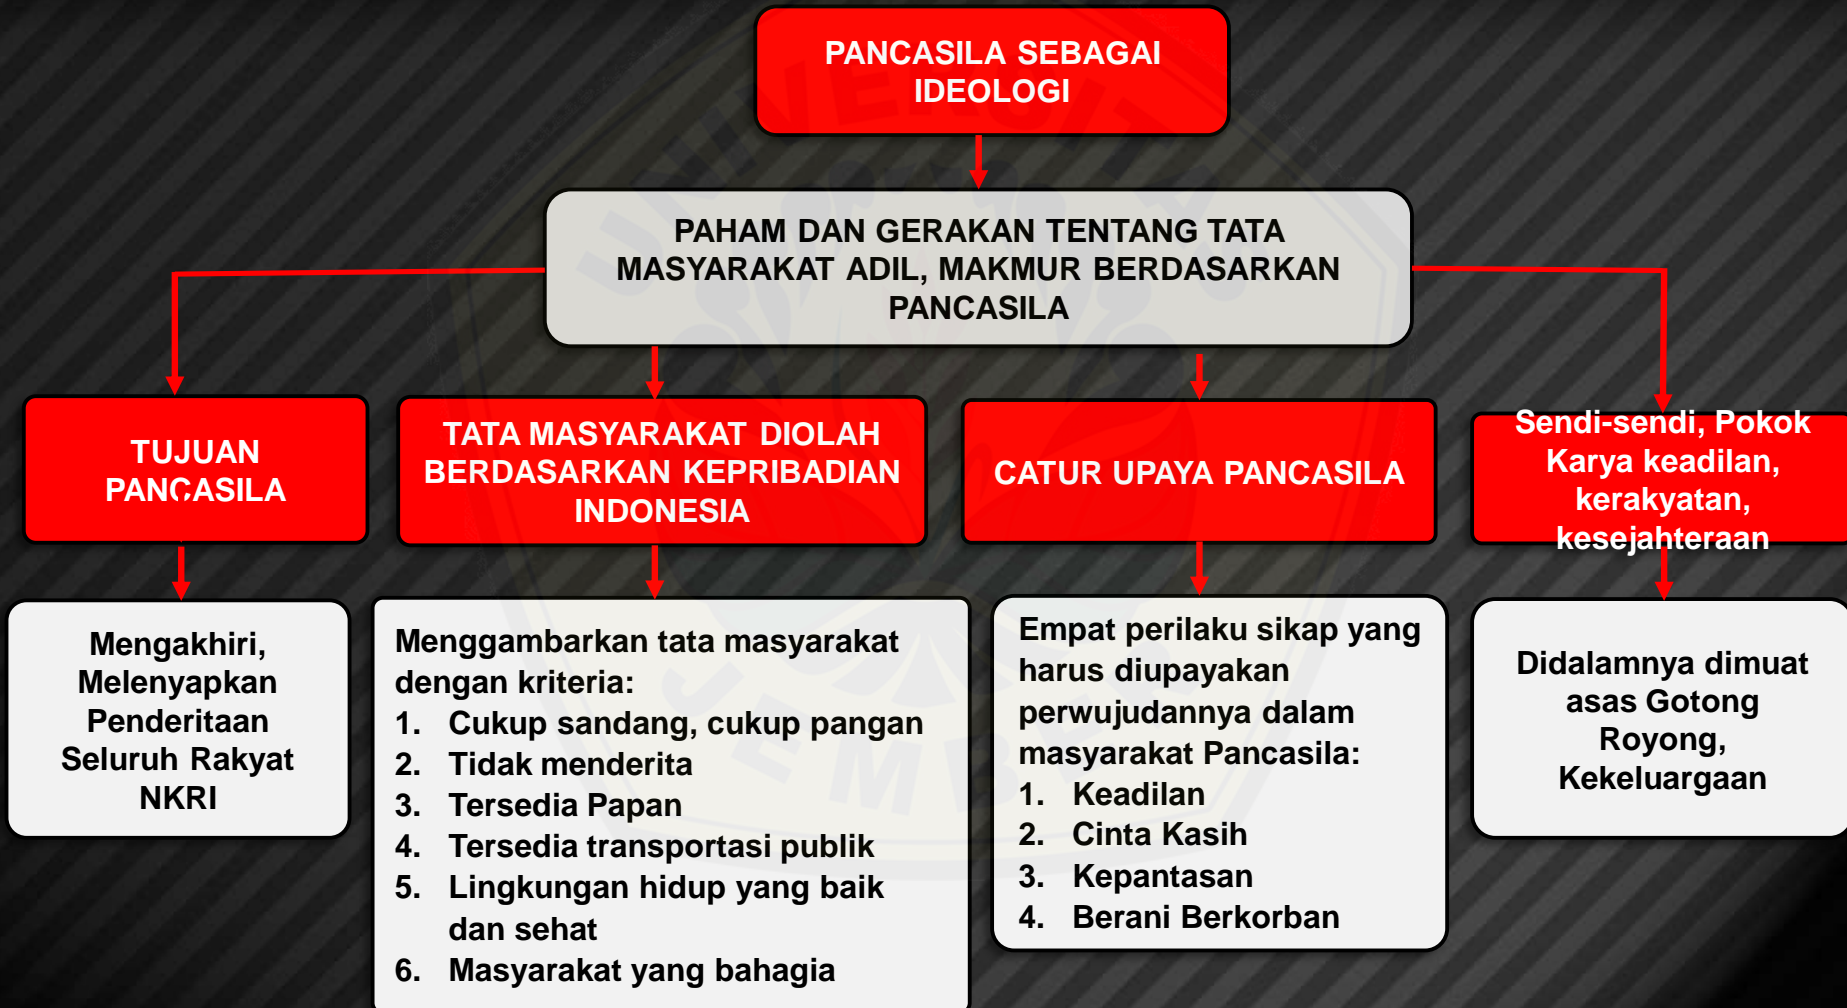 PANCASILA SEBAGAI
IDEOLOGI
PAHAM DAN GERAKAN TENTANG TATA
MASYARAKAT ADIL, MAKMUR BERDASARKAN
PANCASILA
TUJUAN
PANCASILA
TATA MASYARAKAT DIOLAH
BERDASARKAN KEPRIBADIAN
INDONESIA
CATUR UPAYA PANCASILA
Sendi-sendi, Pokok
Karya keadilan,
kerakyatan,
kesejahteraan
Mengakhiri,
Melenyapkan
Penderitaan
Seluruh Rakyat
NKRI
Menggambarkan tata masyarakat
dengan kriteria:
1. Cukup sandang, cukup pangan
2. Tidak menderita
3. Tersedia Papan
4. Tersedia transportasi publik
5. Lingkungan hidup yang baik
dan sehat
6. Masyarakat yang bahagia
Empat perilaku sikap yang
harus diupayakan
perwujudannya dalam
masyarakat Pancasila:
1. Keadilan
2. Cinta Kasih
3. Kepantasan
4. Berani Berkorban
Didalamnya dimuat
asas Gotong
Royong,
Kekeluargaan
UNIVERSITAS
JEMBER